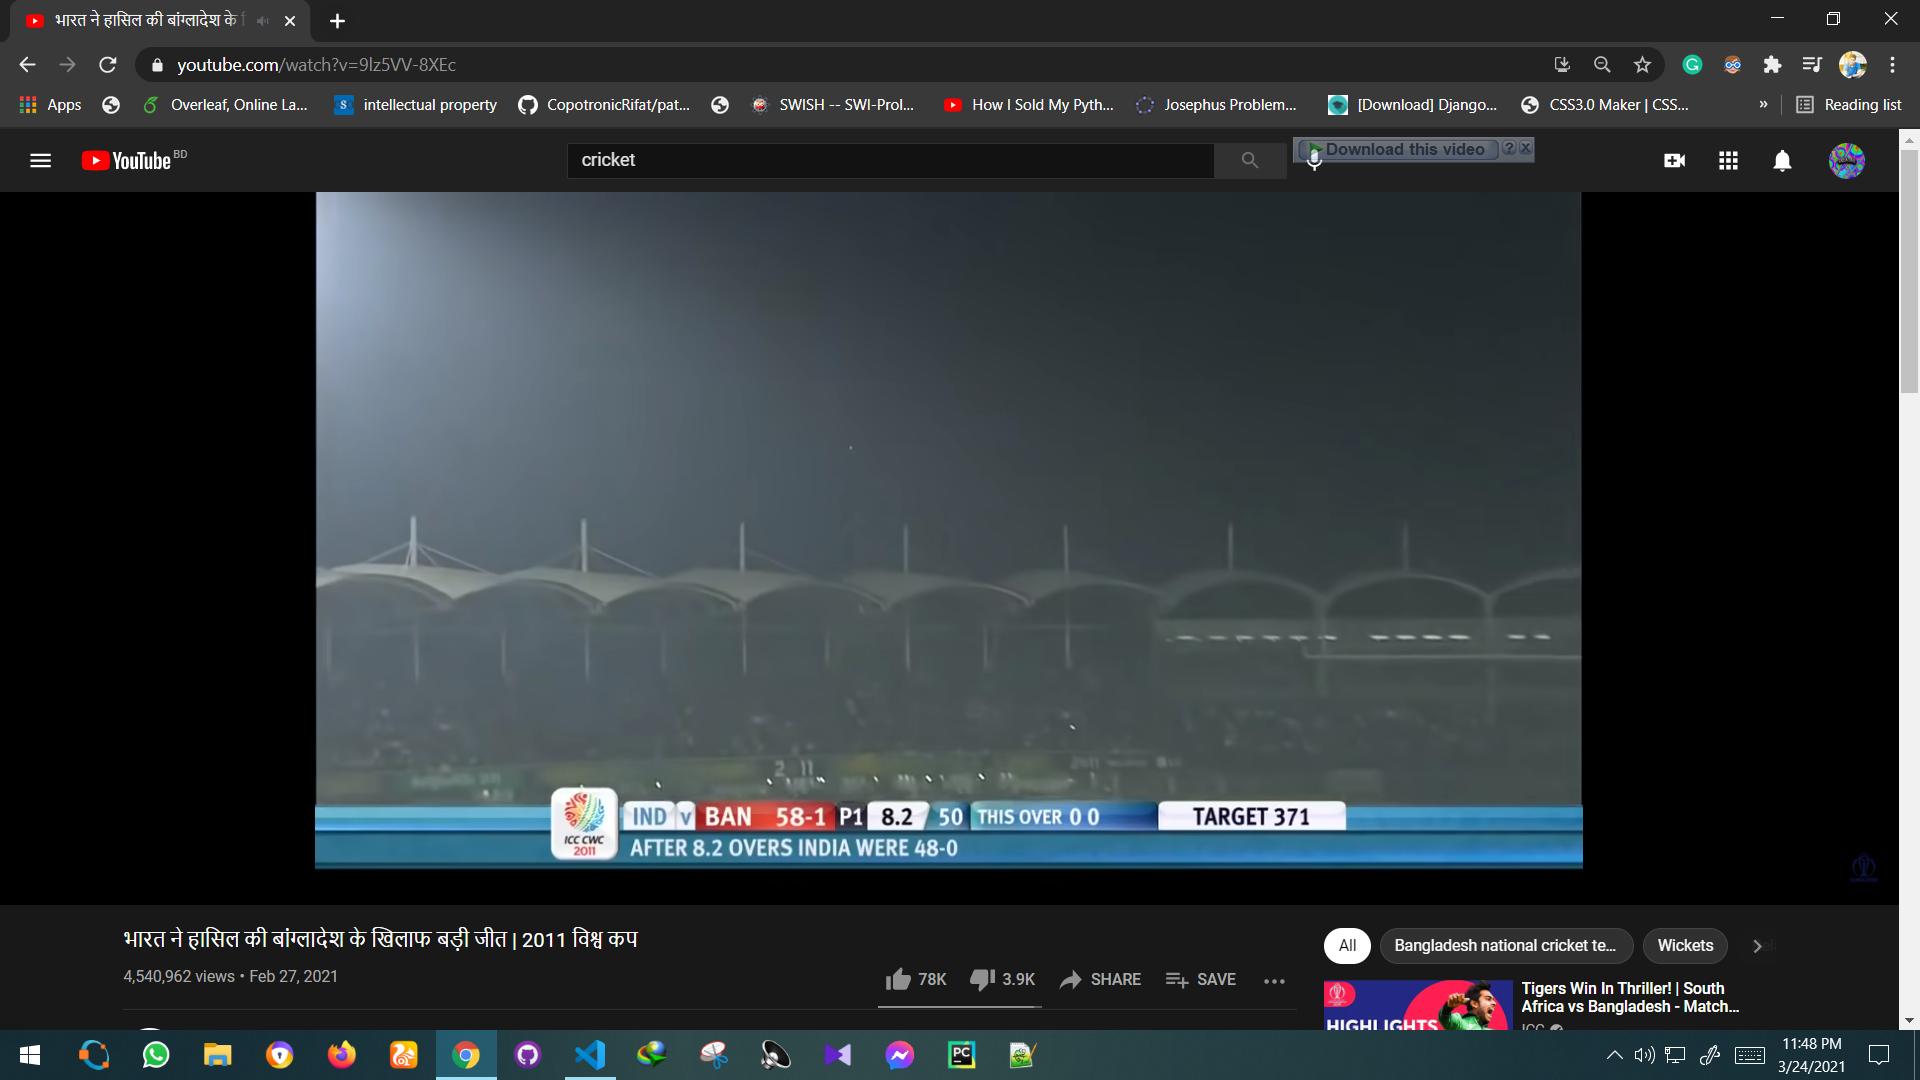 भारत ने हासिल की बांग्लादेश के
youtube.com/watch?v=9lz5VV-8XEc
Apps
Overleaf, Online La...
intellectual property
CopotronicRifat/pat...
SWISH -- SWI-Prol...
How I Sold My Pyth...
Josephus Problem...
[Download] Django...
CSS3.0 Maker | CSS...
»
Reading list
YouTube BD
cricket
Download this video
ICC CWC
2011
IND v BAN 58-1 P1 8.2 50 THIS OVER 0 0 TARGET 371
AFTER 8.2 OVERS INDIA WERE 48-0
भारत ने हासिल की बांग्लादेश के खिलाफ बड़ी जीत | 2011 विश्व कप
4,540,962 views • Feb 27, 2021
78K
3.9K
SHARE
SAVE
All
Bangladesh national cricket te...
Wickets
HIGHLIGHTS
Tigers Win In Thriller! | South
Africa vs Bangladesh - Match...
ICC
PC
11:48 PM
3/24/2021